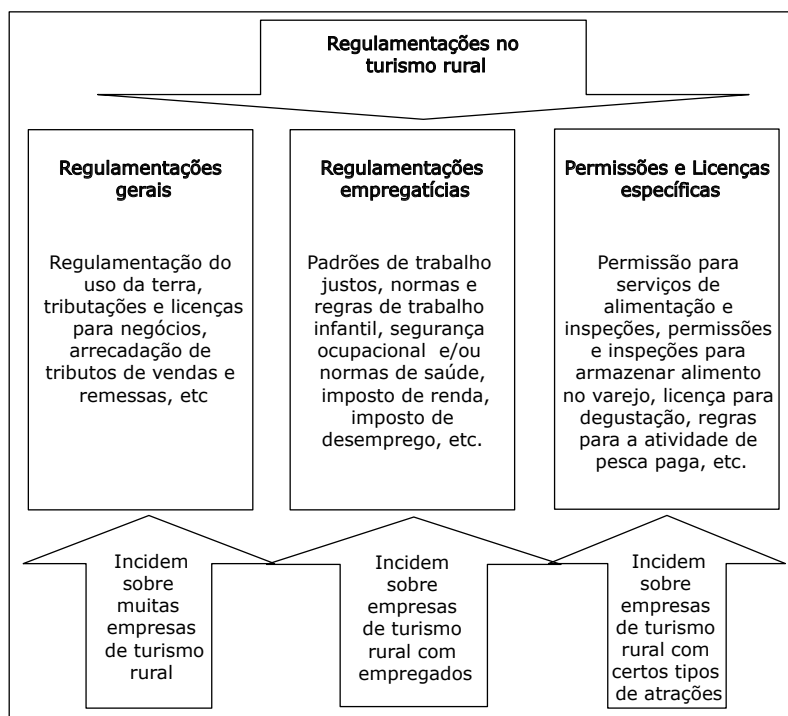 Regulamentações no
turismo rural
Regulamentações
gerais
Regulamentação do
uso da terra,
tributações e licenças
para negócios,
arrecadação de
tributos de vendas e
remessas, etc
Regulamentações
empregatícias
Padrões de trabalho
justos, normas e
regras de trabalho
infantil, segurança
ocupacional e/ou
normas de saúde,
imposto de renda,
imposto de
desemprego, etc.
Permissões e Licenças
específicas
Permissão para
serviços de
alimentação e
inspeções, permissões
e inspeções para
armazenar alimento
no varejo, licença para
degustação, regras
para a atividade de
pesca paga, etc.
Incidem
sobre
muitas
empresas
de turismo
rural
Incidem
sobre
empresas
de turismo
rural com
empregados
Incidem
sobre
empresas
de turismo
rural com
certos tipos
de atrações